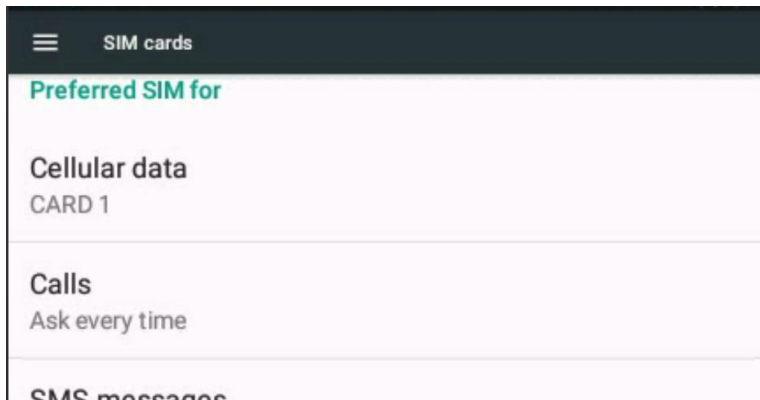 SIM cards
Preferred SIM for
Cellular data
CARD 1
Calls
Ask every time
SMS messages